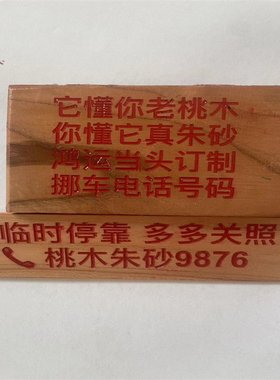 它懂你老桃木
你懂它真朱砂
鸿运当头订制
挪车电话号码
临时停靠 多多关照
桃木朱砂9876